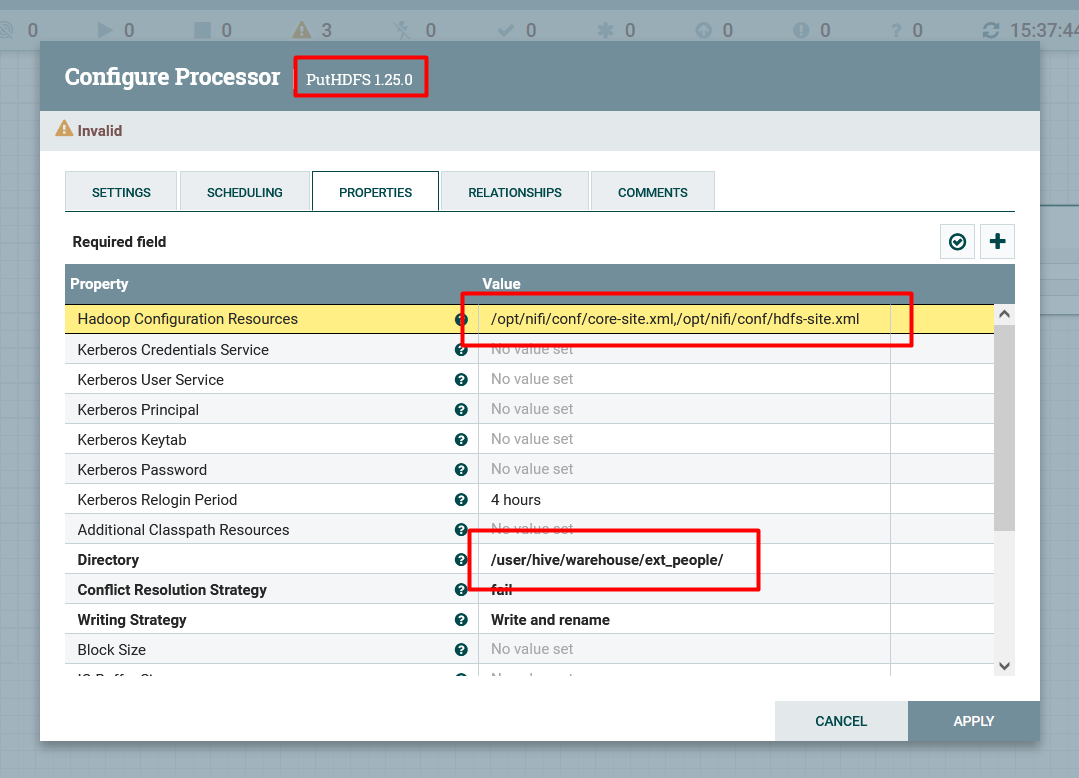 0 0 0 3 0 0 0 0 0 0 15:37:44
Configure Processor PutHDFS 1.25.0
Invalid
SETTINGS SCHEDULING PROPERTIES RELATIONSHIPS COMMENTS
Required field
Property Value
Hadoop Configuration Resources /opt/nifi/conf/core-site.xml,/opt/nifi/conf/hdfs-site.xml
Kerberos Credentials Service No value set
Kerberos User Service No value set
Kerberos Principal No value set
Kerberos Keytab No value set
Kerberos Password No value set
Kerberos Relogin Period 4 hours
Additional Classpath Resources No value set
Directory /user/hive/warehouse/ext_people/
Conflict Resolution Strategy fail
Writing Strategy Write and rename
Block Size No value set
CANCEL APPLY